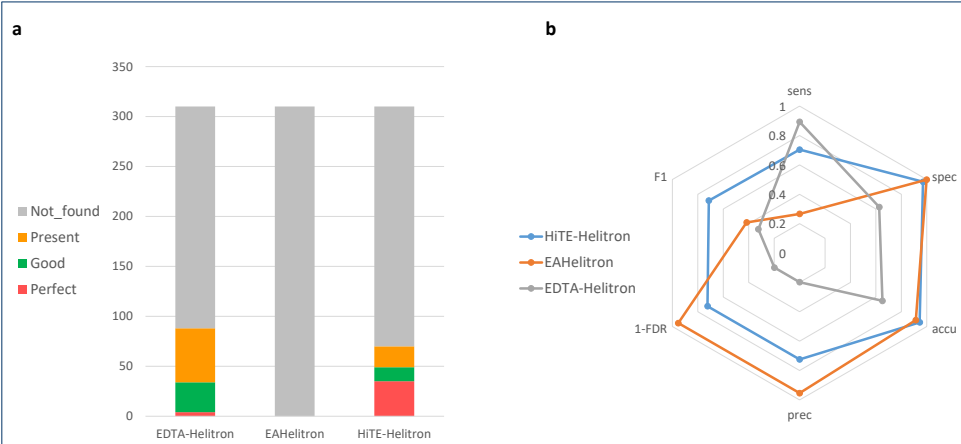 a
350
300
250
200
150
100
50
0
Not_found
Present
Good
Perfect
EDTA-Helitron EAHelitron HiTE-Helitron
b
sens
1
0.8
0.6
0.4
0.2
0
F1
spec
1-FDR
accu
prec
HiTE-Helitron
EAHelitron
EDTA-Helitron